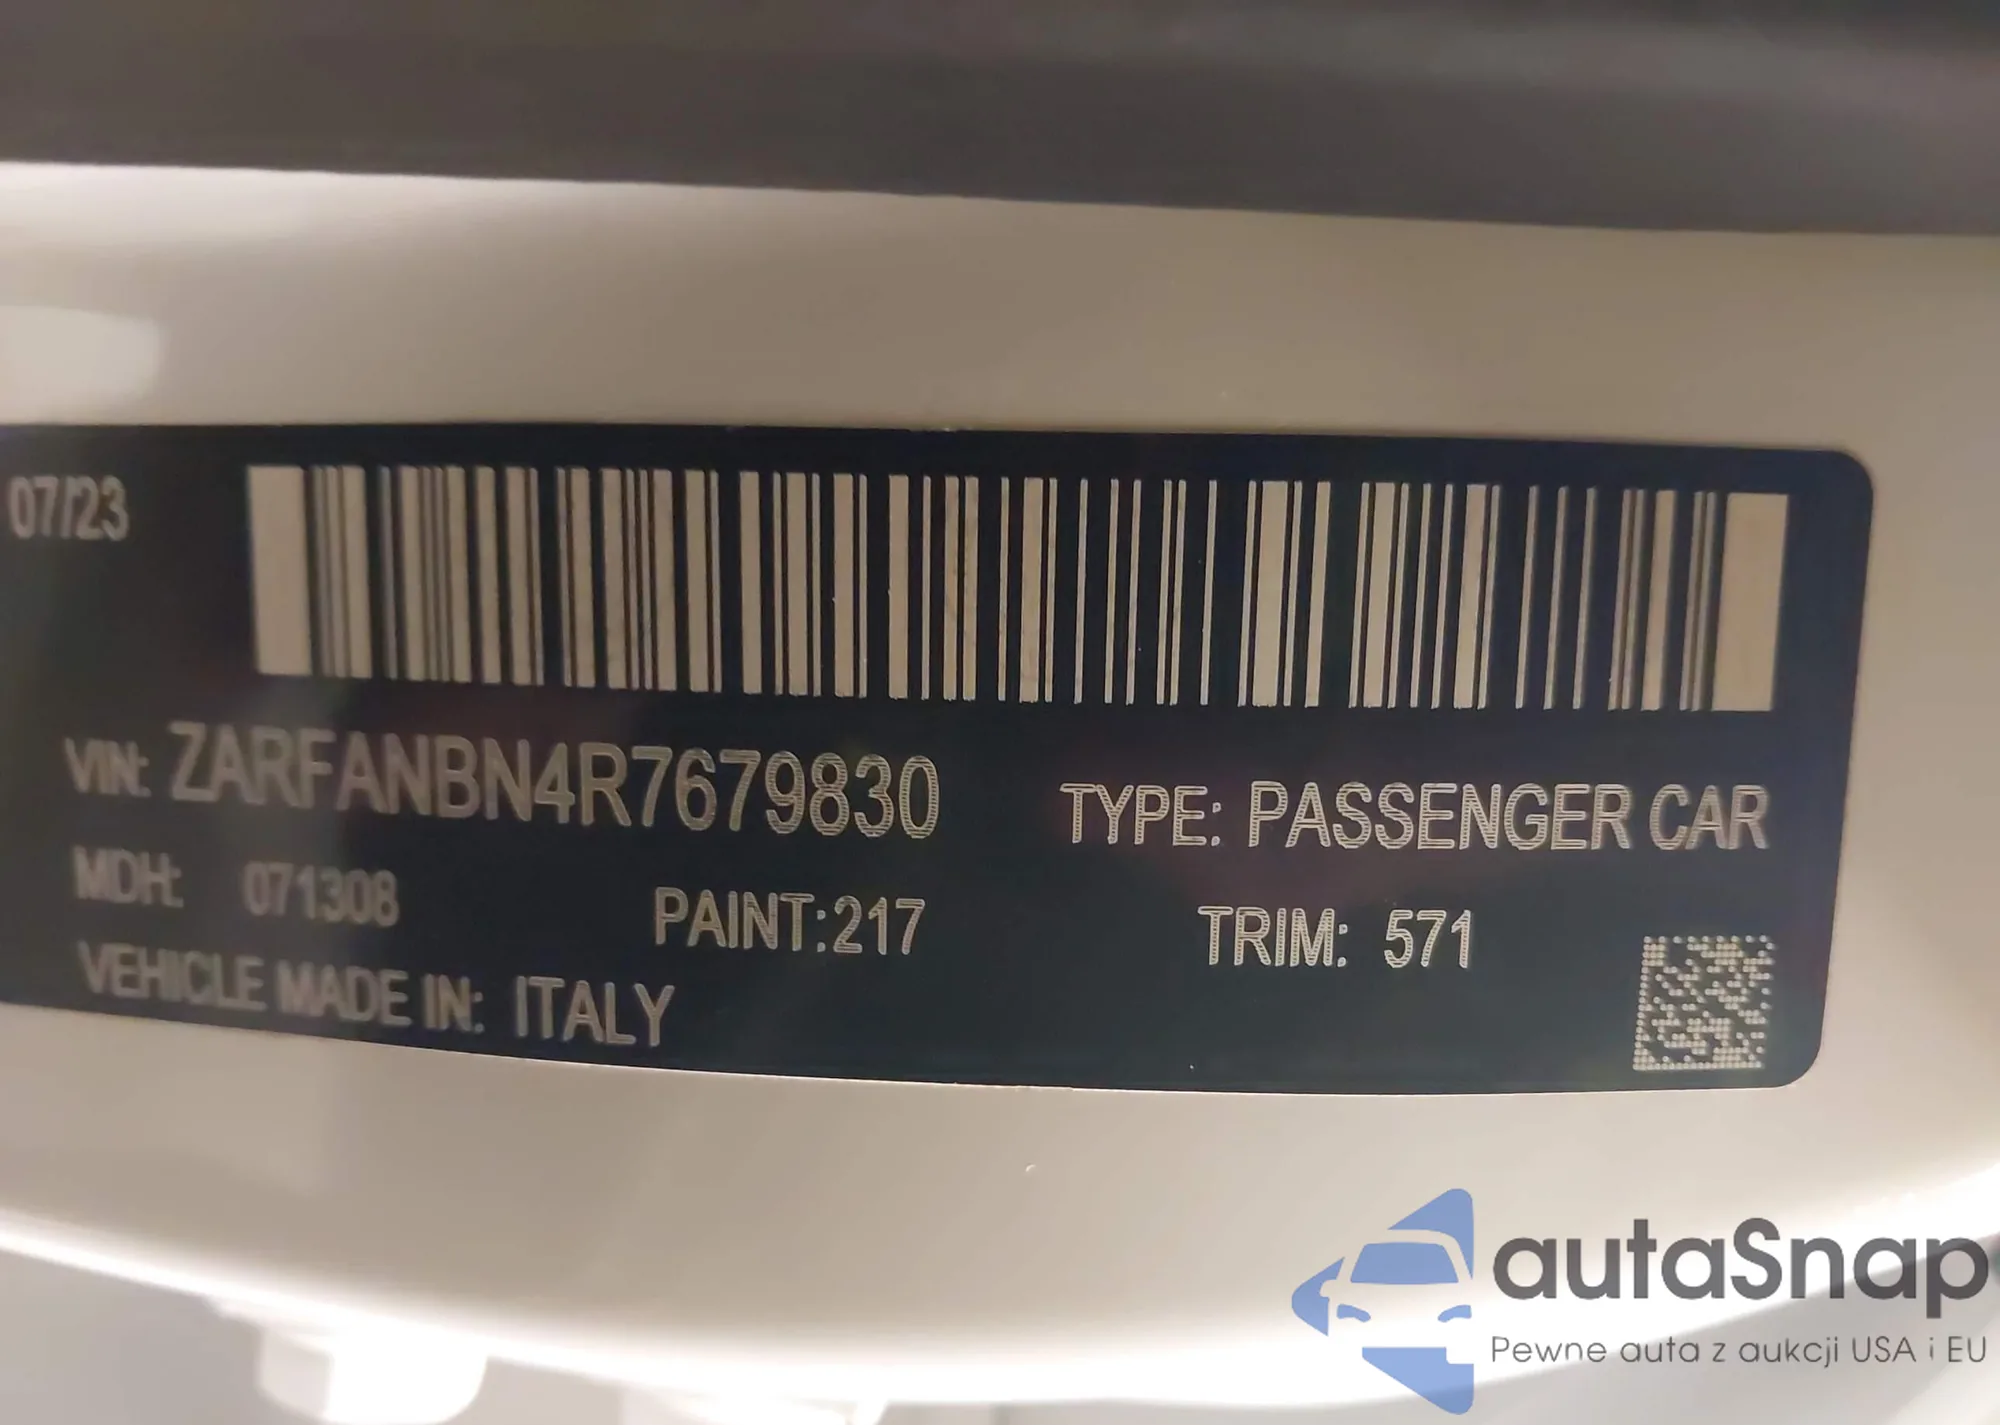 07/23
VIN: ZARFANBN4R7679830
TYPE: PASSENGER CAR
MDH: 071308
PAINT:217
TRIM: 571
VEHICLE MADE IN: ITALY
autaSnap
Pewne auta z aukcji USA i EU